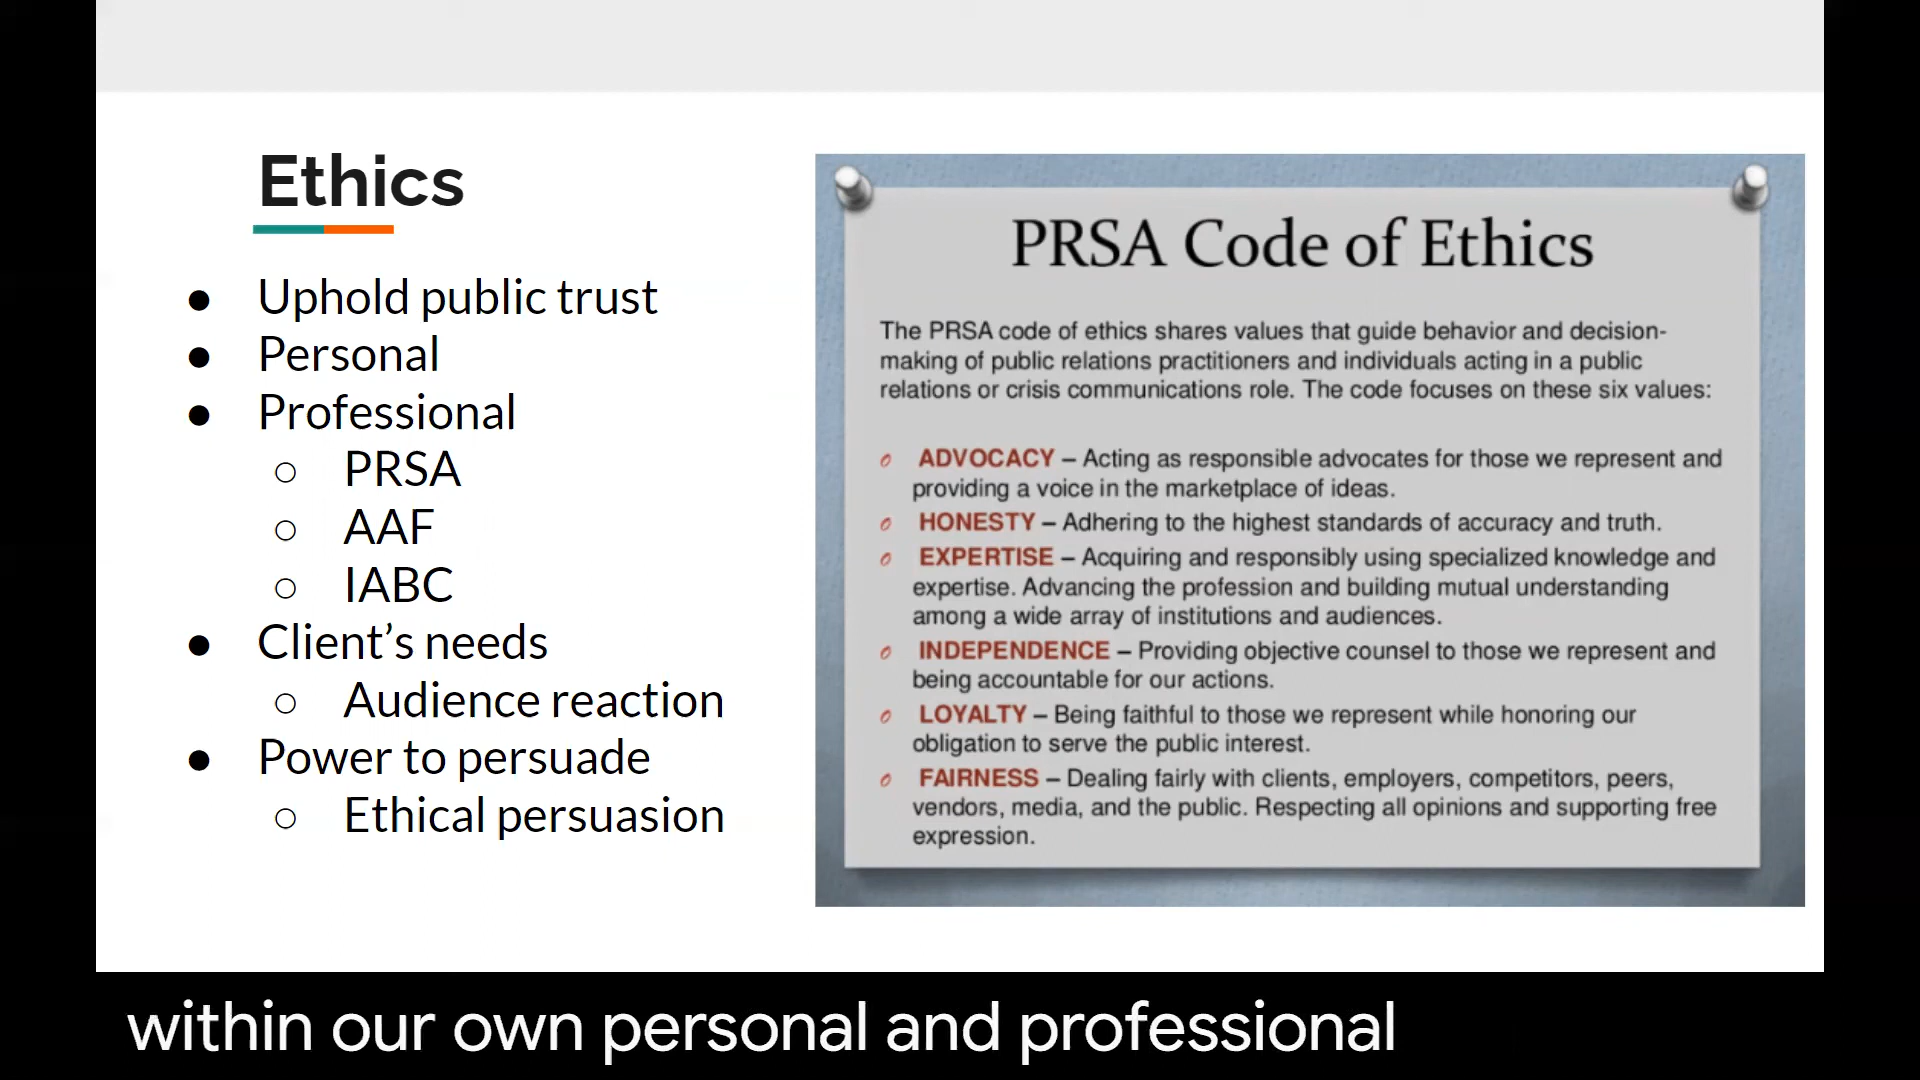 Ethics
● Uphold public trust
● Personal
● Professional
○ PRSA
○ AAF
○ IABC
● Client’s needs
○ Audience reaction
● Power to persuade
○ Ethical persuasion
PRSA Code of Ethics
The PRSA code of ethics shares values that guide behavior and decision-
making of public relations practitioners and individuals acting in a public
relations or crisis communications role. The code focuses on these six values:
ADVOCACY – Acting as responsible advocates for those we represent and
providing a voice in the marketplace of ideas.
HONESTY – Adhering to the highest standards of accuracy and truth.
EXPERTISE – Acquiring and responsibly using specialized knowledge and
expertise. Advancing the profession and building mutual understanding
among a wide array of institutions and audiences.
INDEPENDENCE – Providing objective counsel to those we represent and
being accountable for our actions.
LOYALTY – Being faithful to those we represent while honoring our
obligation to serve the public interest.
FAIRNESS – Dealing fairly with clients, employers, competitors, peers,
vendors, media, and the public. Respecting all opinions and supporting free
expression.
within our own personal and professional